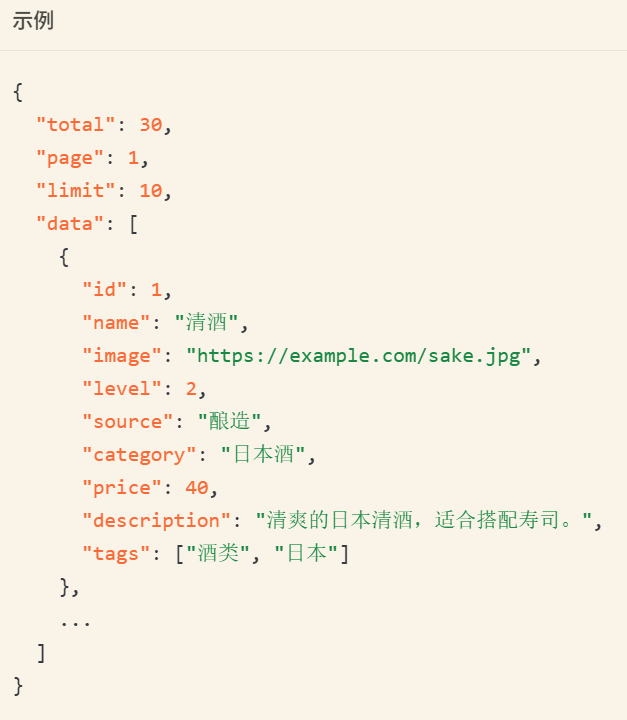 示例
{
  "total": 30,
  "page": 1,
  "limit": 10,
  "data": [
    {
      "id": 1,
      "name": "清酒",
      "image": "https://example.com/sake.jpg",
      "level": 2,
      "source": "酿造",
      "category": "日本酒",
      "price": 40,
      "description": "清爽的日本清酒，适合搭配寿司。",
      "tags": ["酒类", "日本"]
    },
    ...
  ]
}